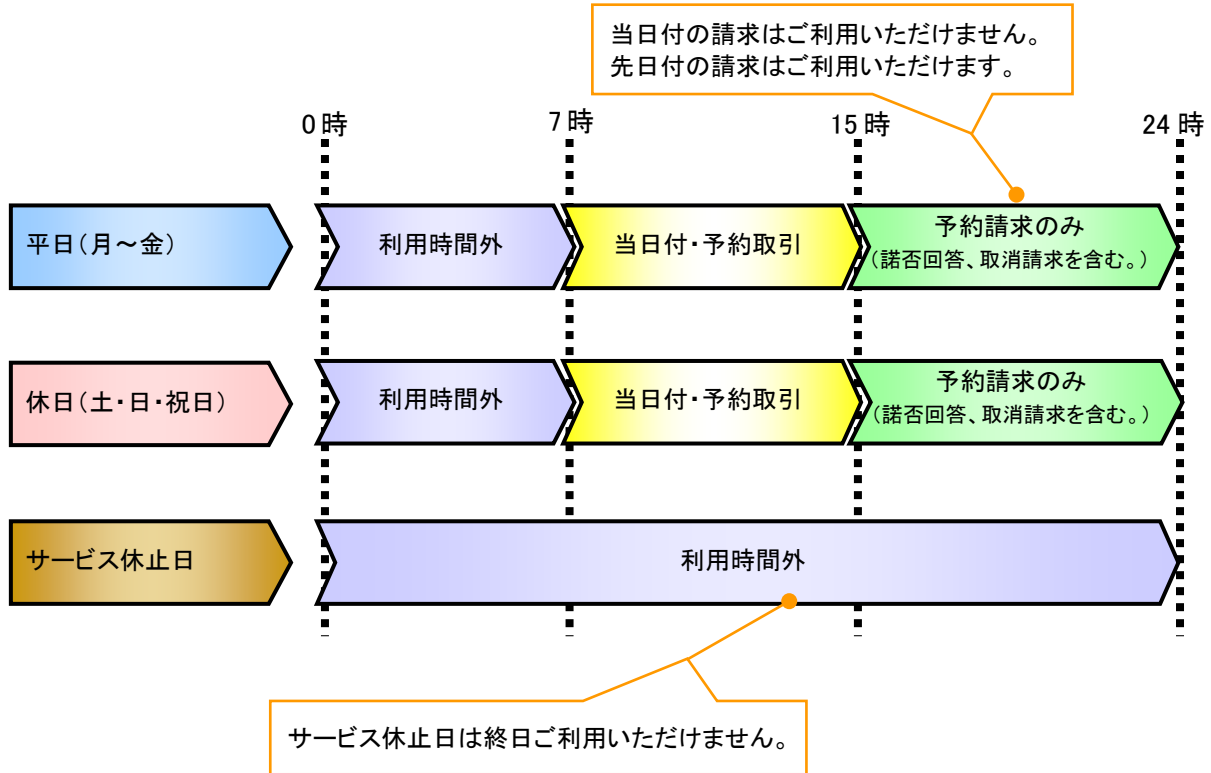 当日付の請求はご利用いただけません。
先日付の請求はご利用いただけます。
0時 7時 15時 24時
平日(月~金) 利用時間外 当日付・予約取引 予約請求のみ
(諾否回答、取消請求を含む。)
休日(土・日・祝日) 利用時間外 当日付・予約取引 予約請求のみ
(諾否回答、取消請求を含む。)
サービス休止日 利用時間外
サービス休止日は終日ご利用いただけません。